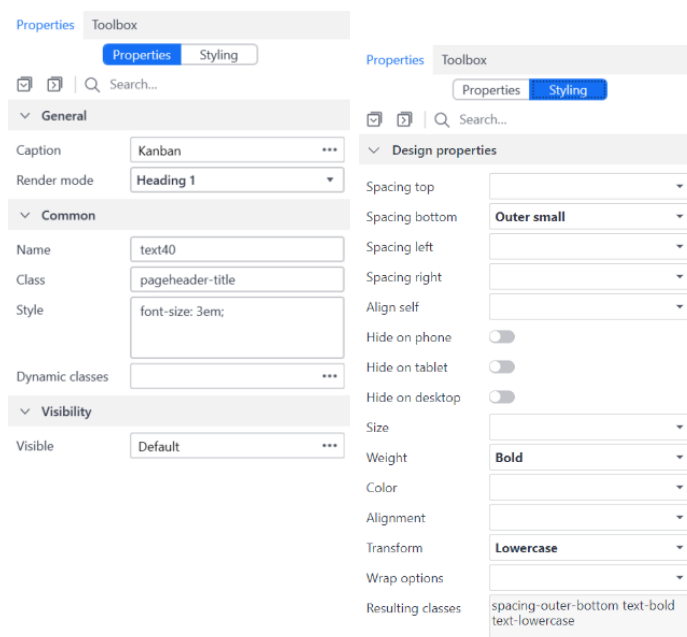 Properties Toolbox
Properties Styling
Search...
General
Caption Kanban ...
Render mode Heading 1
Common
Name text40
Class pageheader-title
Style font-size: 3em;
Dynamic classes ...
Visibility
Visible Default ...
Properties Toolbox
Properties Styling
Search...
Design properties
Spacing top
Spacing bottom Outer small
Spacing left
Spacing right
Align self
Hide on phone
Hide on tablet
Hide on desktop
Size
Weight Bold
Color
Alignment
Transform Lowercase
Wrap options
Resulting classes spacing-outer-bottom text-bold
text-lowercase